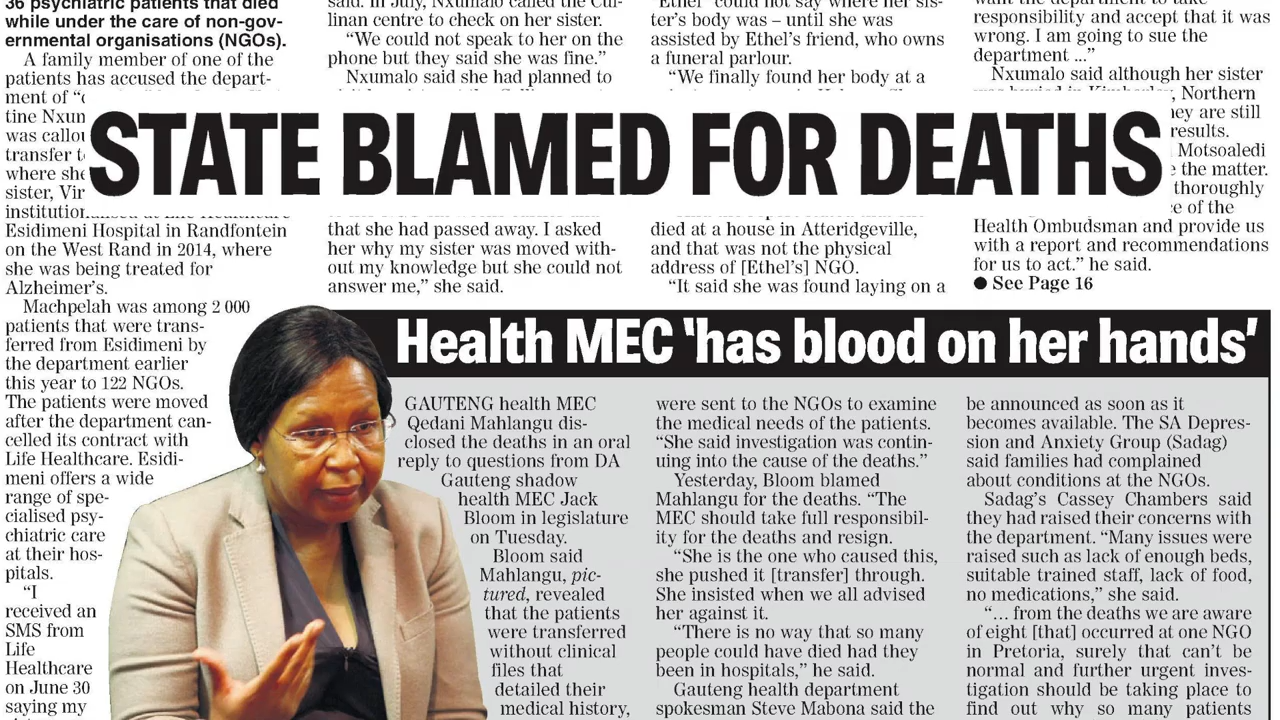 36 psychiatric patients that died
while under the care of non-gov-
ernmental organisations (NGOs).
A family member of one of the
patients has accused the depart-
ment of
tine Nxum
was callou
transfer t
where she
sister, Vir
institutionalised at Life Healthcare
Esidimeni Hospital in Randfontein
on the West Rand in 2014, where
she was being treated for
Alzheimer's.
Machpelah was among 2 000
patients that were trans-
ferred from Esidimeni by
the department earlier
this year to 122 NGOs.
The patients were moved
after the department can-
celled its contract with
Life Healthcare. Esidi-
meni offers a wide
range of spe-
cialised psy-
chiatric care
at their hos-
pitals.
“I
received an
SMS from
Life
Healthcare
on June 30
saying my
said. In July, Nxumalo called the Cul-
linan centre to check on her sister.
“We could not speak to her on the
phone but they said she was fine.”
Nxumalo said she had planned to
that she had passed away. I asked
her why my sister was moved with-
out my knowledge but she could not
answer me,” she said.
“Ethel” could not say where her sis-
ter's body was – until she was
assisted by Ethel's friend, who owns
a funeral parlour.
“We finally found her body at a
died at a house in Atteridgeville,
and that was not the physical
address of [Ethel's] NGO.
“It said she was found laying on a
want the department to take
responsibility and accept that it was
wrong. I am going to sue the
department ...”
Nxumalo said although her sister
was buried in Kimberley, Northern
hey are still
results.
Motsoaledi
e the matter.
thoroughly
ce of the
Health Ombudsman and provide us
with a report and recommendations
for us to act.” he said.
● See Page 16
STATE BLAMED FOR DEATHS
Health MEC ‘has blood on her hands’
GAUTENG health MEC
Qedani Mahlangu dis-
closed the deaths in an oral
reply to questions from DA
Gauteng shadow
health MEC Jack
Bloom in legislature
on Tuesday.
Bloom said
Mahlangu, pic-
tured, revealed
that the patients
were transferred
without clinical
files that
detailed their
medical history,
were sent to the NGOs to examine
the medical needs of the patients.
“She said investigation was contin-
uing into the cause of the deaths.”
Yesterday, Bloom blamed
Mahlangu for the deaths. “The
MEC should take full responsibil-
ity for the deaths and resign.
“She is the one who caused this,
she pushed it [transfer] through.
She insisted when we all advised
her against it.
“There is no way that so many
people could have died had they
been in hospitals,” he said.
Gauteng health department
spokesman Steve Mabona said the
be announced as soon as it
becomes available. The SA Depres-
sion and Anxiety Group (Sadag)
said families had complained
about conditions at the NGOs.
Sadag's Cassey Chambers said
they had raised their concerns with
the department. “Many issues were
raised such as lack of enough beds,
suitable trained staff, lack of food,
no medications,” she said.
“... from the deaths we are aware
of eight [that] occurred at one NGO
in Pretoria, surely that can't be
normal and further urgent inves-
tigation should be taking place to
find out why so many patients